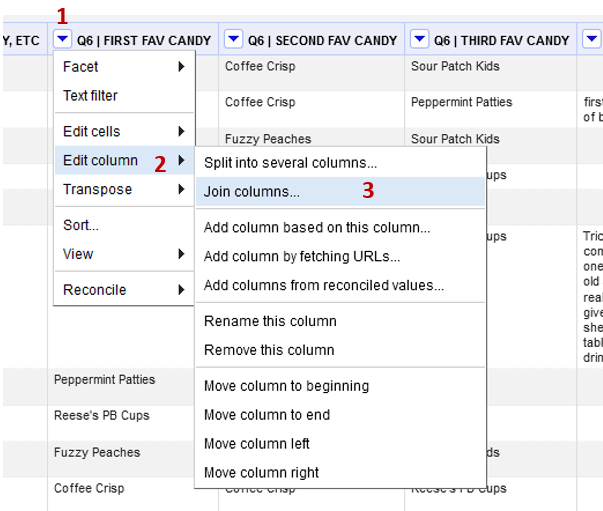 1
Y, ETC
Q6 | FIRST FAV CANDY
Q6 | SECOND FAV CANDY
Q6 | THIRD FAV CANDY
Facet
Text filter
Edit cells
Edit column 2
Transpose
Sort...
View
Reconcile
Coffee Crisp
Sour Patch Kids
Coffee Crisp
Peppermint Patties
firs
of b
Fuzzy Peaches
Sour Patch Kids
ups
ups
Tric
com
one
old
real
give
she
tabl
drin
Split into several columns...
Join columns... 3
Add column based on this column...
Add column by fetching URLs...
Add columns from reconciled values...
Rename this column
Remove this column
Move column to beginning
Move column to end
Move column left
Move column right
Peppermint Patties
Reese's PB Cups
Fuzzy Peaches
ds
Coffee Crisp
Coffee Crisp
Reese's PB Cups